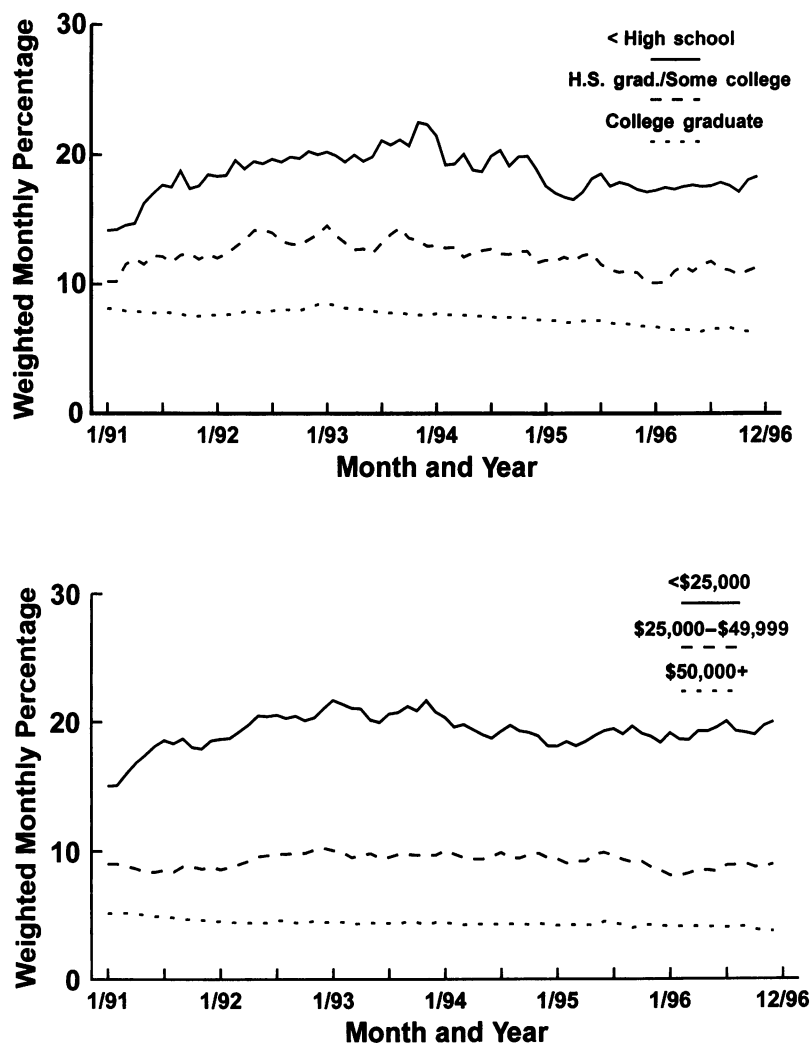 30
< High school
H.S. grad./Some college
College graduate
20
10
0
Weighted Monthly Percentage
1/91 1/92 1/93 1/94 1/95 1/96 12/96
Month and Year
30
<$25,000
$25,000–$49,999
$50,000+
20
10
0
Weighted Monthly Percentage
1/91 1/92 1/93 1/94 1/95 1/96 12/96
Month and Year